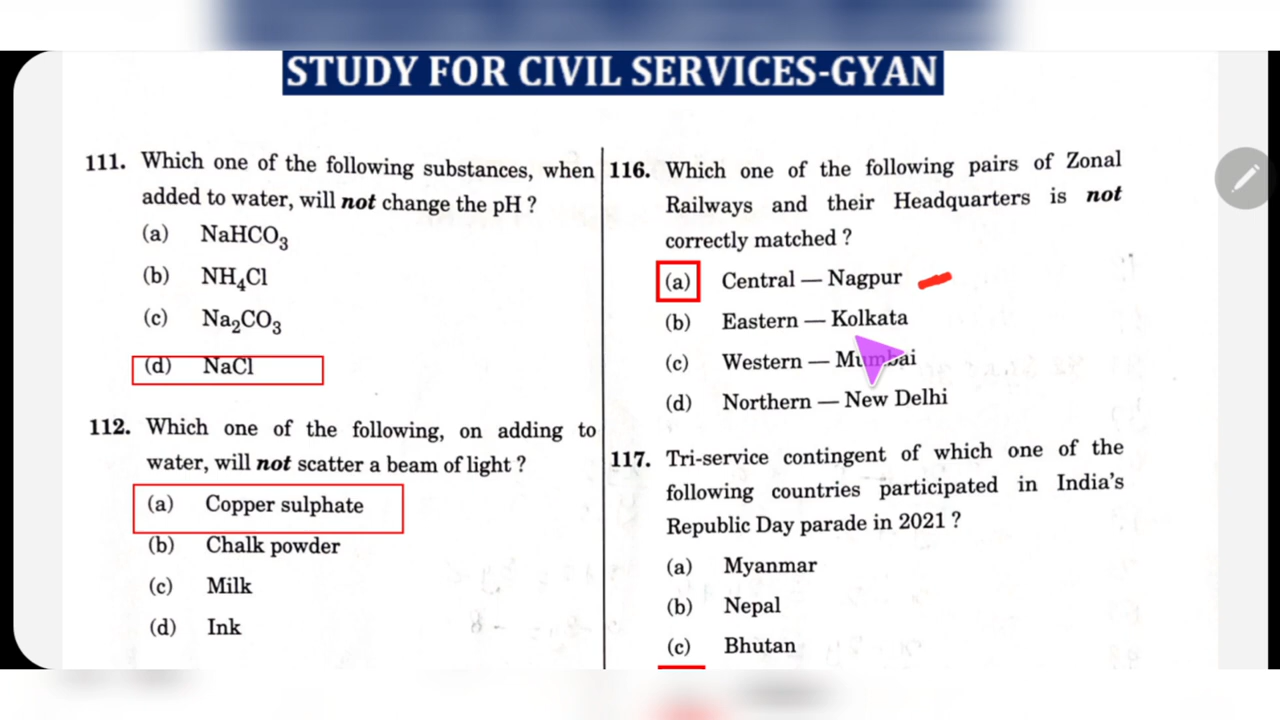 STUDY FOR CIVIL SERVICES-GYAN
111. Which one of the following substances, when
added to water, will not change the pH ?
(a) NaHCO₃
(b) NH₄Cl
(c) Na₂CO₃
(d) NaCl
112. Which one of the following, on adding to
water, will not scatter a beam of light ?
(a) Copper sulphate
(b) Chalk powder
(c) Milk
(d) Ink
116. Which one of the following pairs of Zonal
Railways and their Headquarters is not
correctly matched ?
(a) Central — Nagpur
(b) Eastern — Kolkata
(c) Western — Mumbai
(d) Northern — New Delhi
117. Tri-service contingent of which one of the
following countries participated in India's
Republic Day parade in 2021 ?
(a) Myanmar
(b) Nepal
(c) Bhutan